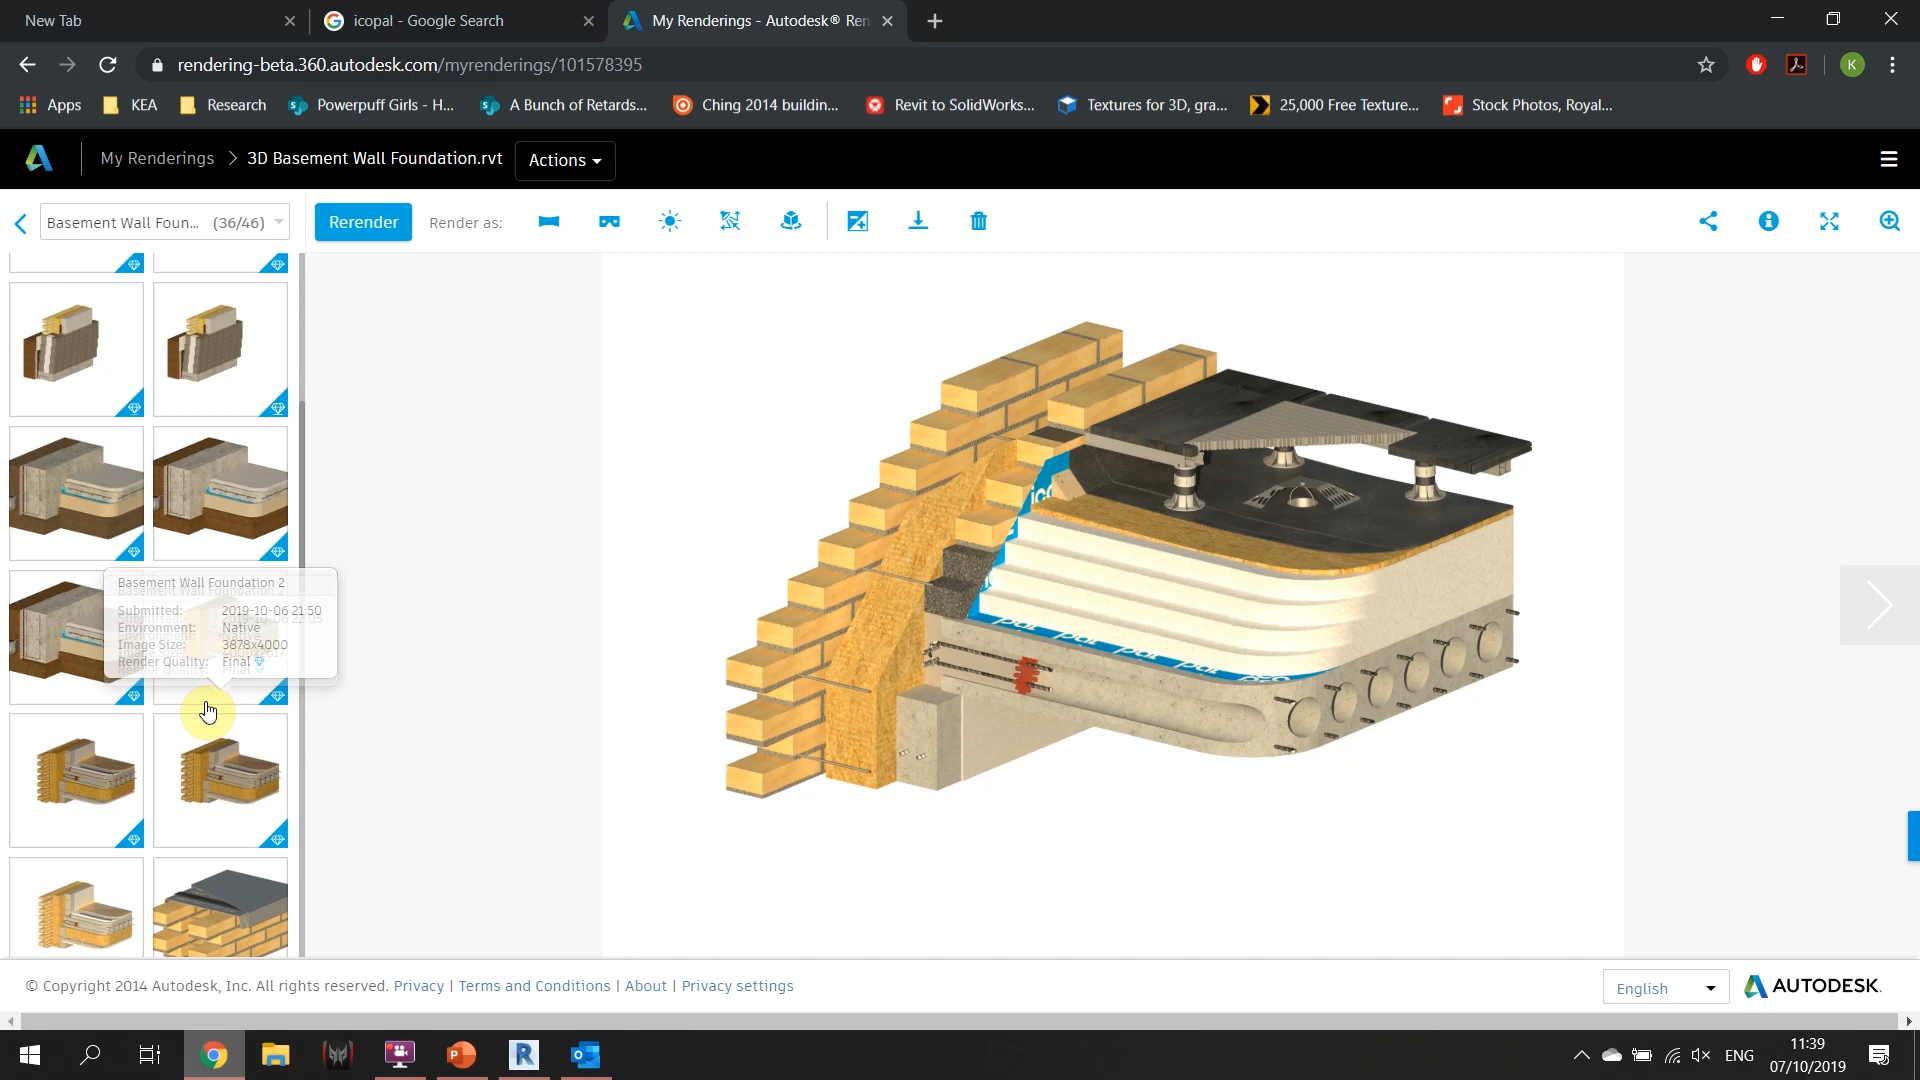 New Tab
icopal - Google Search
My Renderings - Autodesk® Ren
rendering-beta.360.autodesk.com/myrenderings/101578395
K
Apps
KEA
Research
Powerpuff Girls - H...
A Bunch of Retards...
Ching 2014 buildin...
Revit to SolidWorks...
Textures for 3D, gra...
25,000 Free Texture...
Stock Photos, Royal...
My Renderings
3D Basement Wall Foundation.rvt
Actions
Basement Wall Foun... (36/46)
Rerender
Render as:
Basement Wall Foundation 2
Submitted: 2019-10-06 21:50
Environment: Native
Image Size: 3878x4000
Render Quality: Final
© Copyright 2014 Autodesk, Inc. All rights reserved. Privacy | Terms and Conditions | About | Privacy settings
English
AUTODESK.
ENG
11:39
07/10/2019